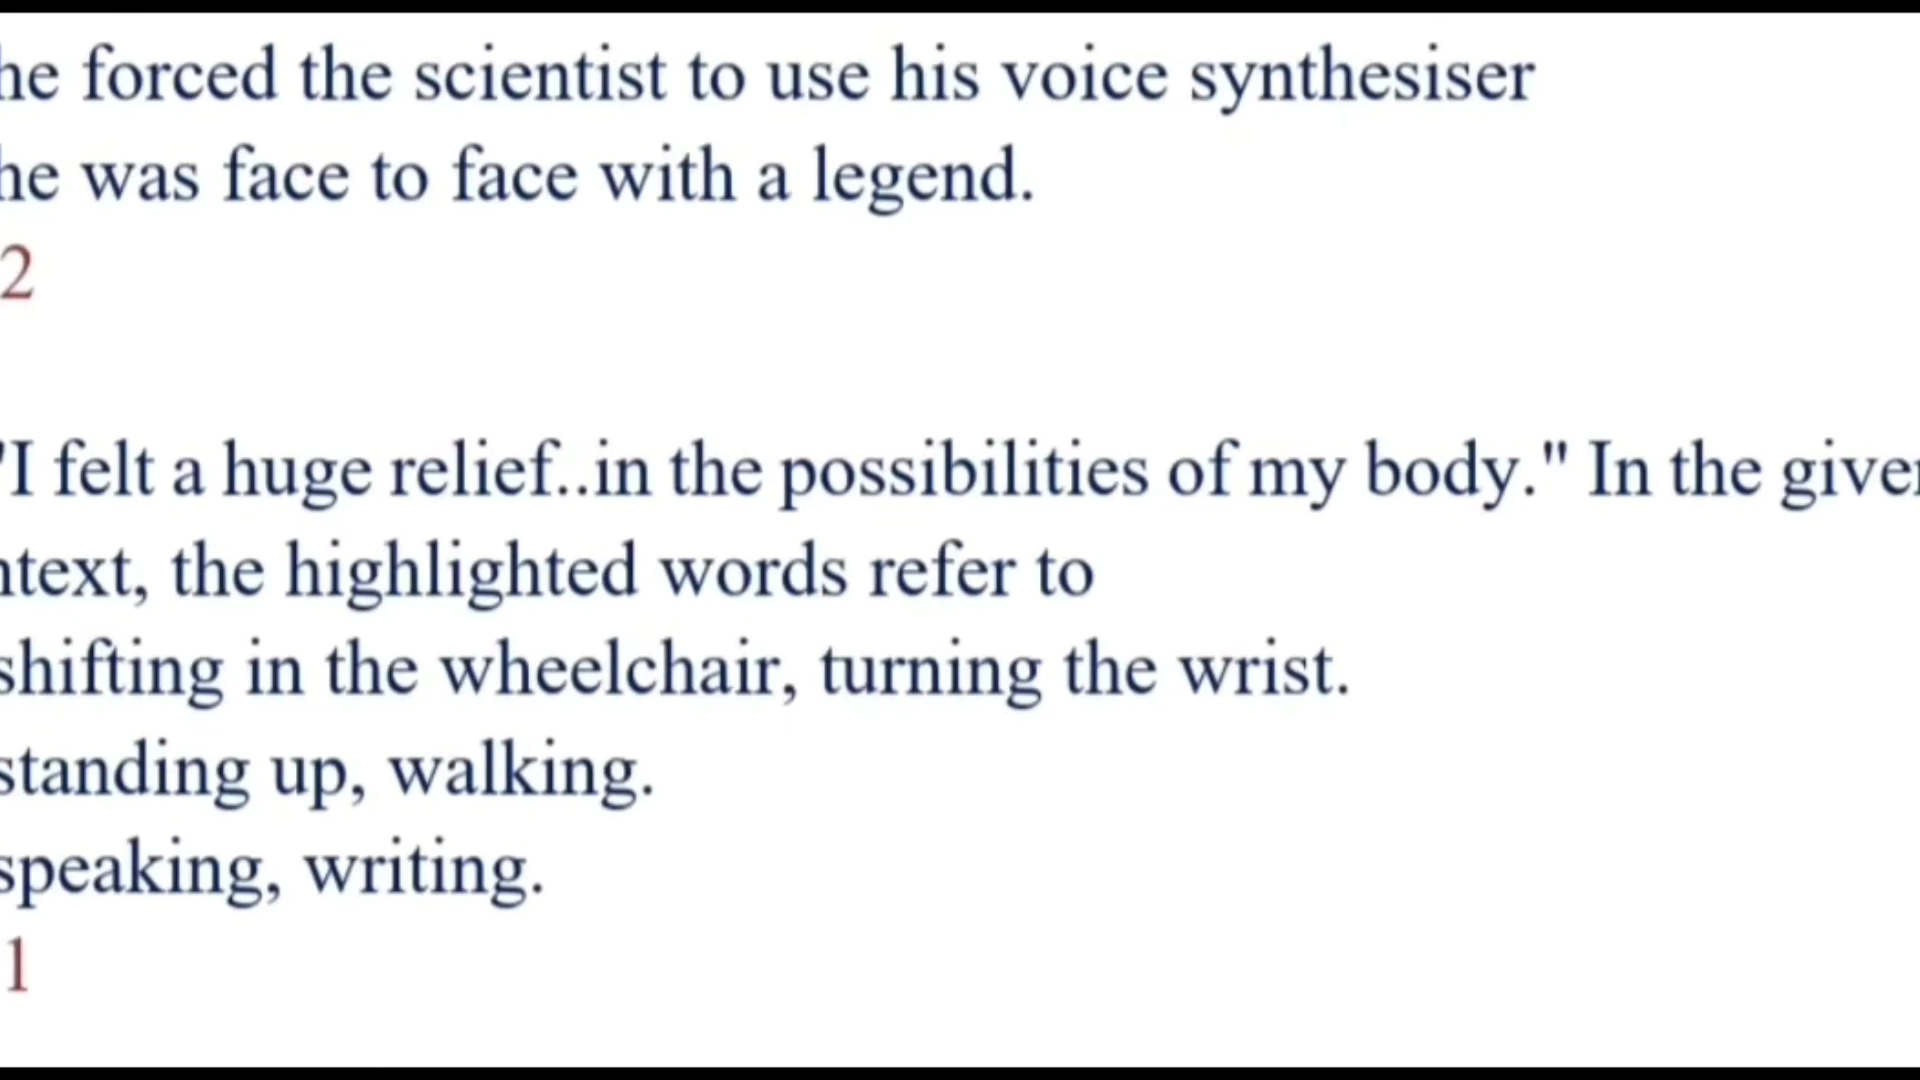 he forced the scientist to use his voice synthesiser
he was face to face with a legend.
2
"I felt a huge relief..in the possibilities of my body." In the give
text, the highlighted words refer to
shifting in the wheelchair, turning the wrist.
standing up, walking.
speaking, writing.
1